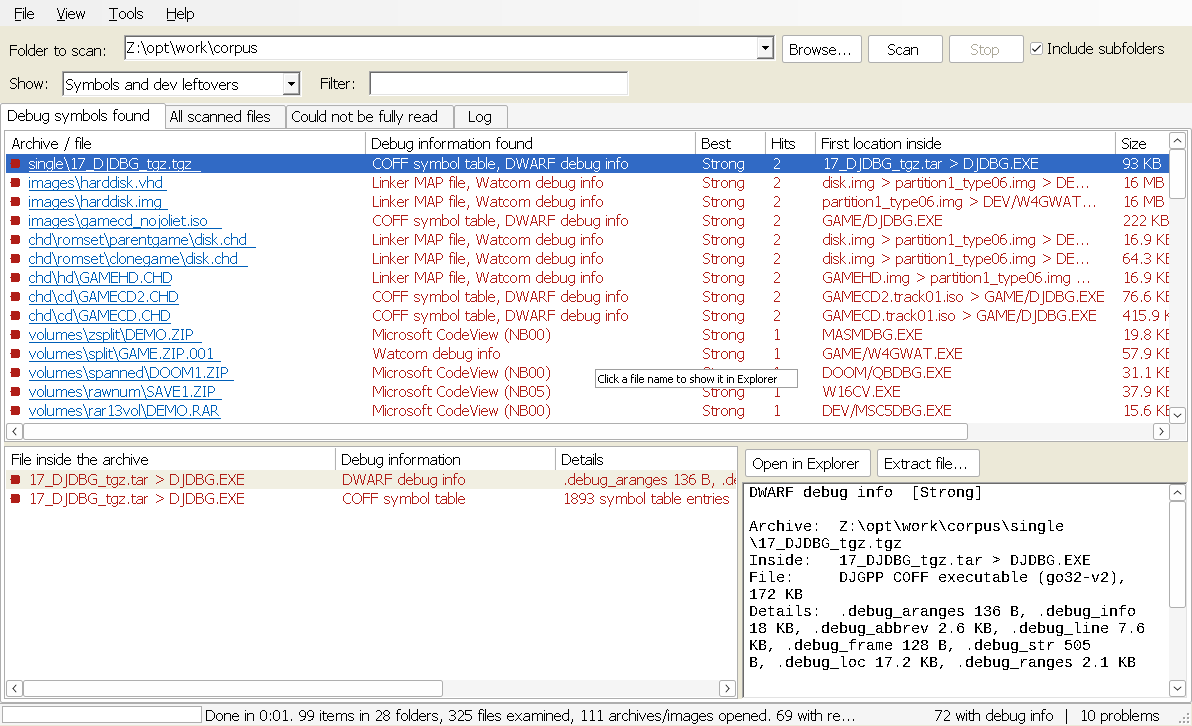 File View Tools Help
Folder to scan: Z:\opt\work\corpus Browse... Scan Stop Include subfolders
Show: Symbols and dev leftovers Filter:
Debug symbols found All scanned files Could not be fully read Log
Archive / file Debug information found Best Hits First location inside Size
single\17_DJDBG_tgz.tgz COFF symbol table, DWARF debug info Strong 2 17_DJDBG_tgz.tar > DJDBG.EXE 93 KB
images\harddisk.vhd Linker MAP file, Watcom debug info Strong 2 disk.img > partition1_type06.img > DE... 16 MB
images\harddisk.img Linker MAP file, Watcom debug info Strong 2 partition1_type06.img > DEV/W4GWAT... 16 MB
images\gamecd_nojoliet.iso COFF symbol table, DWARF debug info Strong 2 GAME/DJDBG.EXE 222 KB
chd\romset\parentgame\disk.chd Linker MAP file, Watcom debug info Strong 2 disk.img > partition1_type06.img > DE... 16.9 KB
chd\romset\clonegame\disk.chd Linker MAP file, Watcom debug info Strong 2 disk.img > partition1_type06.img > DE... 64.3 KB
chd\hd\GAMEHD.CHD Linker MAP file, Watcom debug info Strong 2 GAMEHD.img > partition1_type06.img ... 16.9 KB
chd\cd\GAMECD2.CHD COFF symbol table, DWARF debug info Strong 2 GAMECD2.track01.iso > GAME/DJDBG.EXE 76.6 KB
chd\cd\GAMECD.CHD COFF symbol table, DWARF debug info Strong 2 GAMECD.track01.iso > GAME/DJDBG.EXE 415.9 K
volumes\zsplit\DEMO.ZIP Microsoft CodeView (NB00) Strong 1 MASMDBG.EXE 19.8 KB
volumes\split\GAME.ZIP.001 Watcom debug info Strong 1 GAME/W4GWAT.EXE 57.9 KB
volumes\spanned\DOOM1.ZIP Microsoft CodeView (NB00) Strong 1 DOOM/QBDBG.EXE 31.1 KB
Click a file name to show it in Explorer
volumes\rawnum\SAVE1.ZIP Microsoft CodeView (NB05) Strong 1 W16CV.EXE 37.9 KB
volumes\rar13vol\DEMO.RAR Microsoft CodeView (NB00) Strong 1 DEV/MSC5DBG.EXE 15.6 KB
File inside the archive Debug information Details
17_DJDBG_tgz.tar > DJDBG.EXE DWARF debug info .debug_aranges 136 B, .de
17_DJDBG_tgz.tar > DJDBG.EXE COFF symbol table 1893 symbol table entries
Open in Explorer Extract file...
DWARF debug info [Strong]
Archive: Z:\opt\work\corpus\single
\17_DJDBG_tgz.tgz
Inside: 17_DJDBG_tgz.tar > DJDBG.EXE
File: DJGPP COFF executable (go32-v2),
172 KB
Details: .debug_aranges 136 B, .debug_info
18 KB, .debug_abbrev 2.6 KB, .debug_line 7.6
KB, .debug_frame 128 B, .debug_str 505
B, .debug_loc 17.2 KB, .debug_ranges 2.1 KB
Done in 0:01. 99 items in 28 folders, 325 files examined, 111 archives/images opened. 69 with re... 72 with debug info | 10 problems